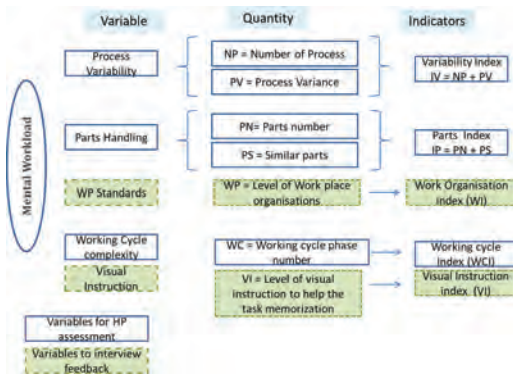 Variable
Quantity
Indicators
Mental Workload
Process
Variability
NP = Number of Process
PV = Process Variance
Variability Index
IV = NP + PV
Parts Handling
PN= Parts number
PS = Similar parts
Parts Index
IP = PN + PS
WP Standards
WP = Level of Work place
organisations
Work Organisation
index (WI)
Working Cycle
complexity
WC = Working cycle phase
number
Working cycle
Index (WCI)
Visual
Instruction
VI = Level of visual
instruction to help the
task memorization
Visual Instruction
index (VI)
Variables for HP
assessment
Variables to interview
feedback